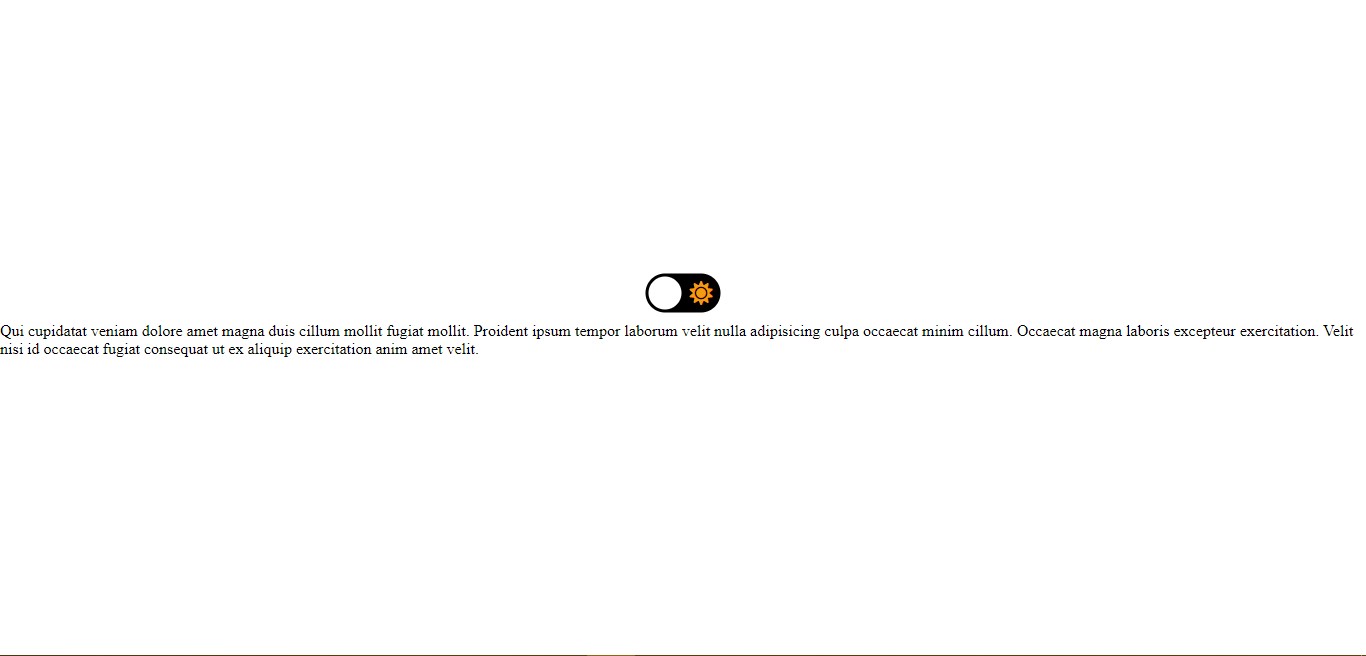 Qui cupidatat veniam dolore amet magna duis cillum mollit fugiat mollit. Proident ipsum tempor laborum velit nulla adipisicing culpa occaecat minim cillum. Occaecat magna laboris excepteur exercitation. Velit
nisi id occaecat fugiat consequat ut ex aliquip exercitation anim amet velit.